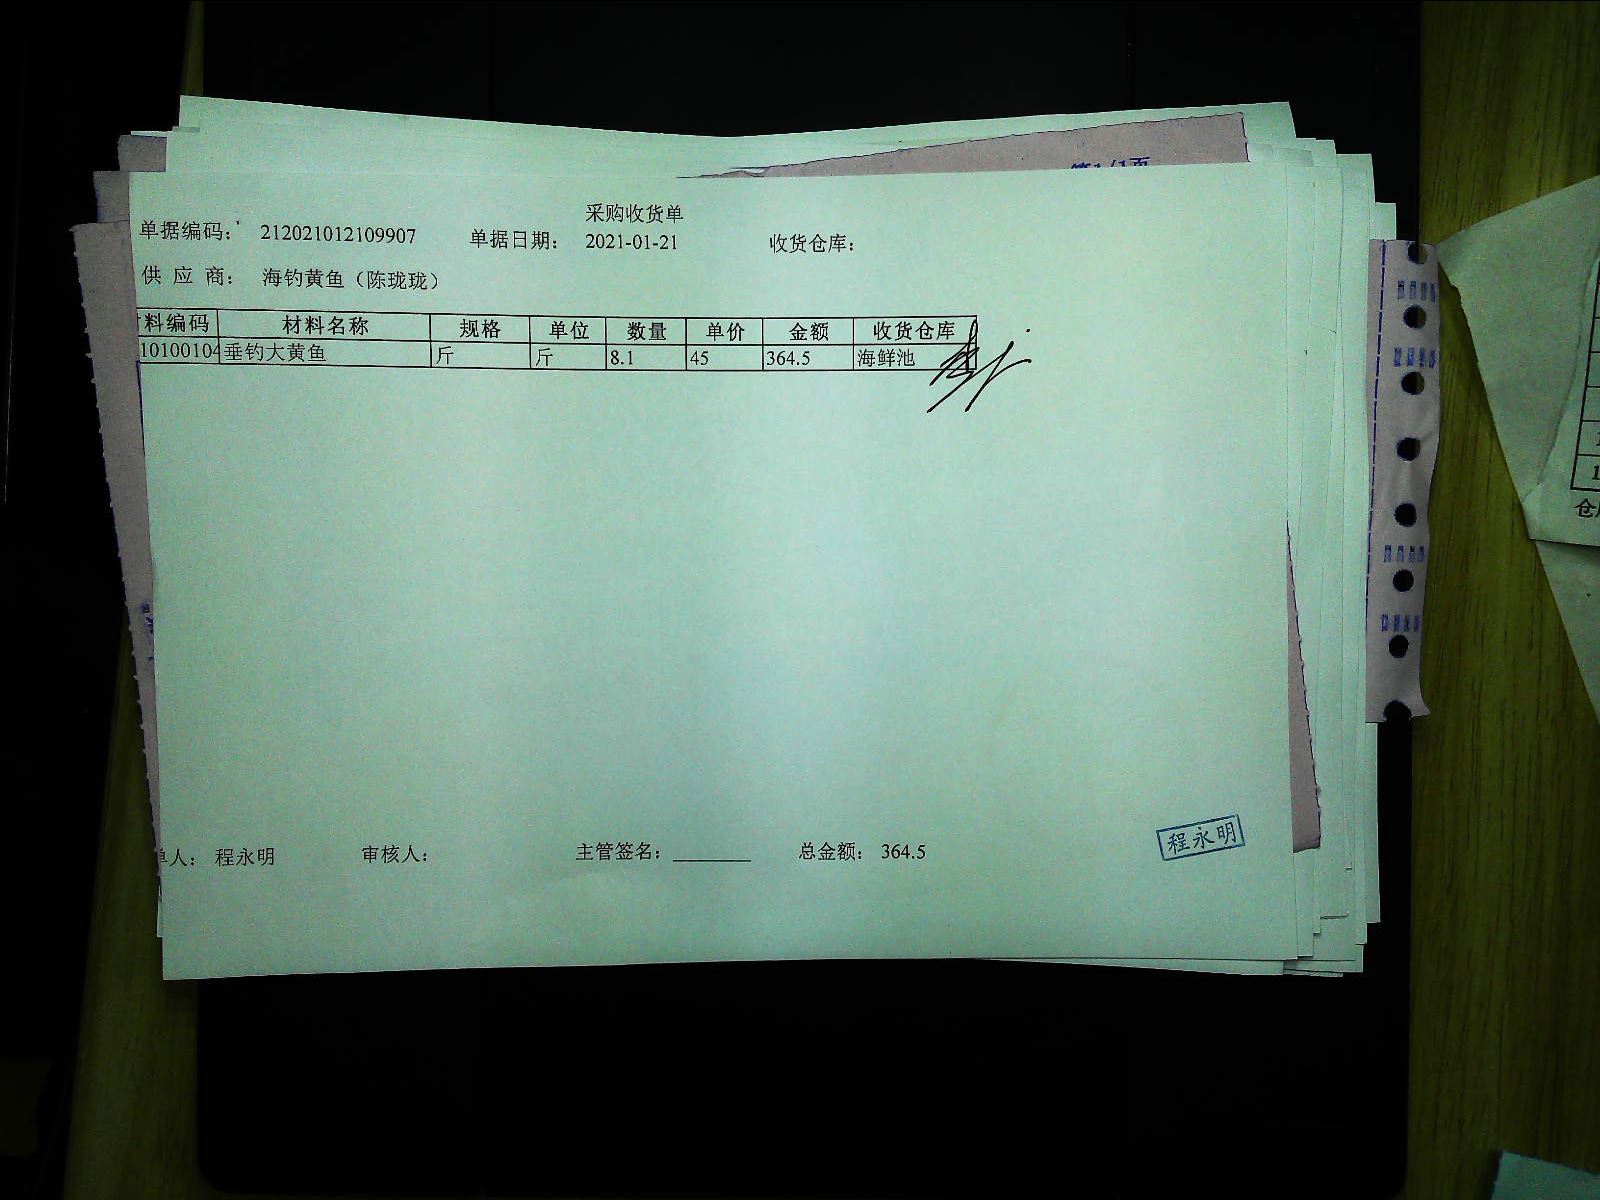 采购收货单
单据编码： 212021012109907 单据日期： 2021-01-21 收货仓库：
供 应 商： 海钓黄鱼（陈珑珑）
料编码 材料名称 规格 单位 数量 单价 金额 收货仓库
10100104 垂钓大黄鱼 斤 斤 8.1 45 364.5 海鲜池
单人： 程永明 审核人： 主管签名：________ 总金额： 364.5
程永明